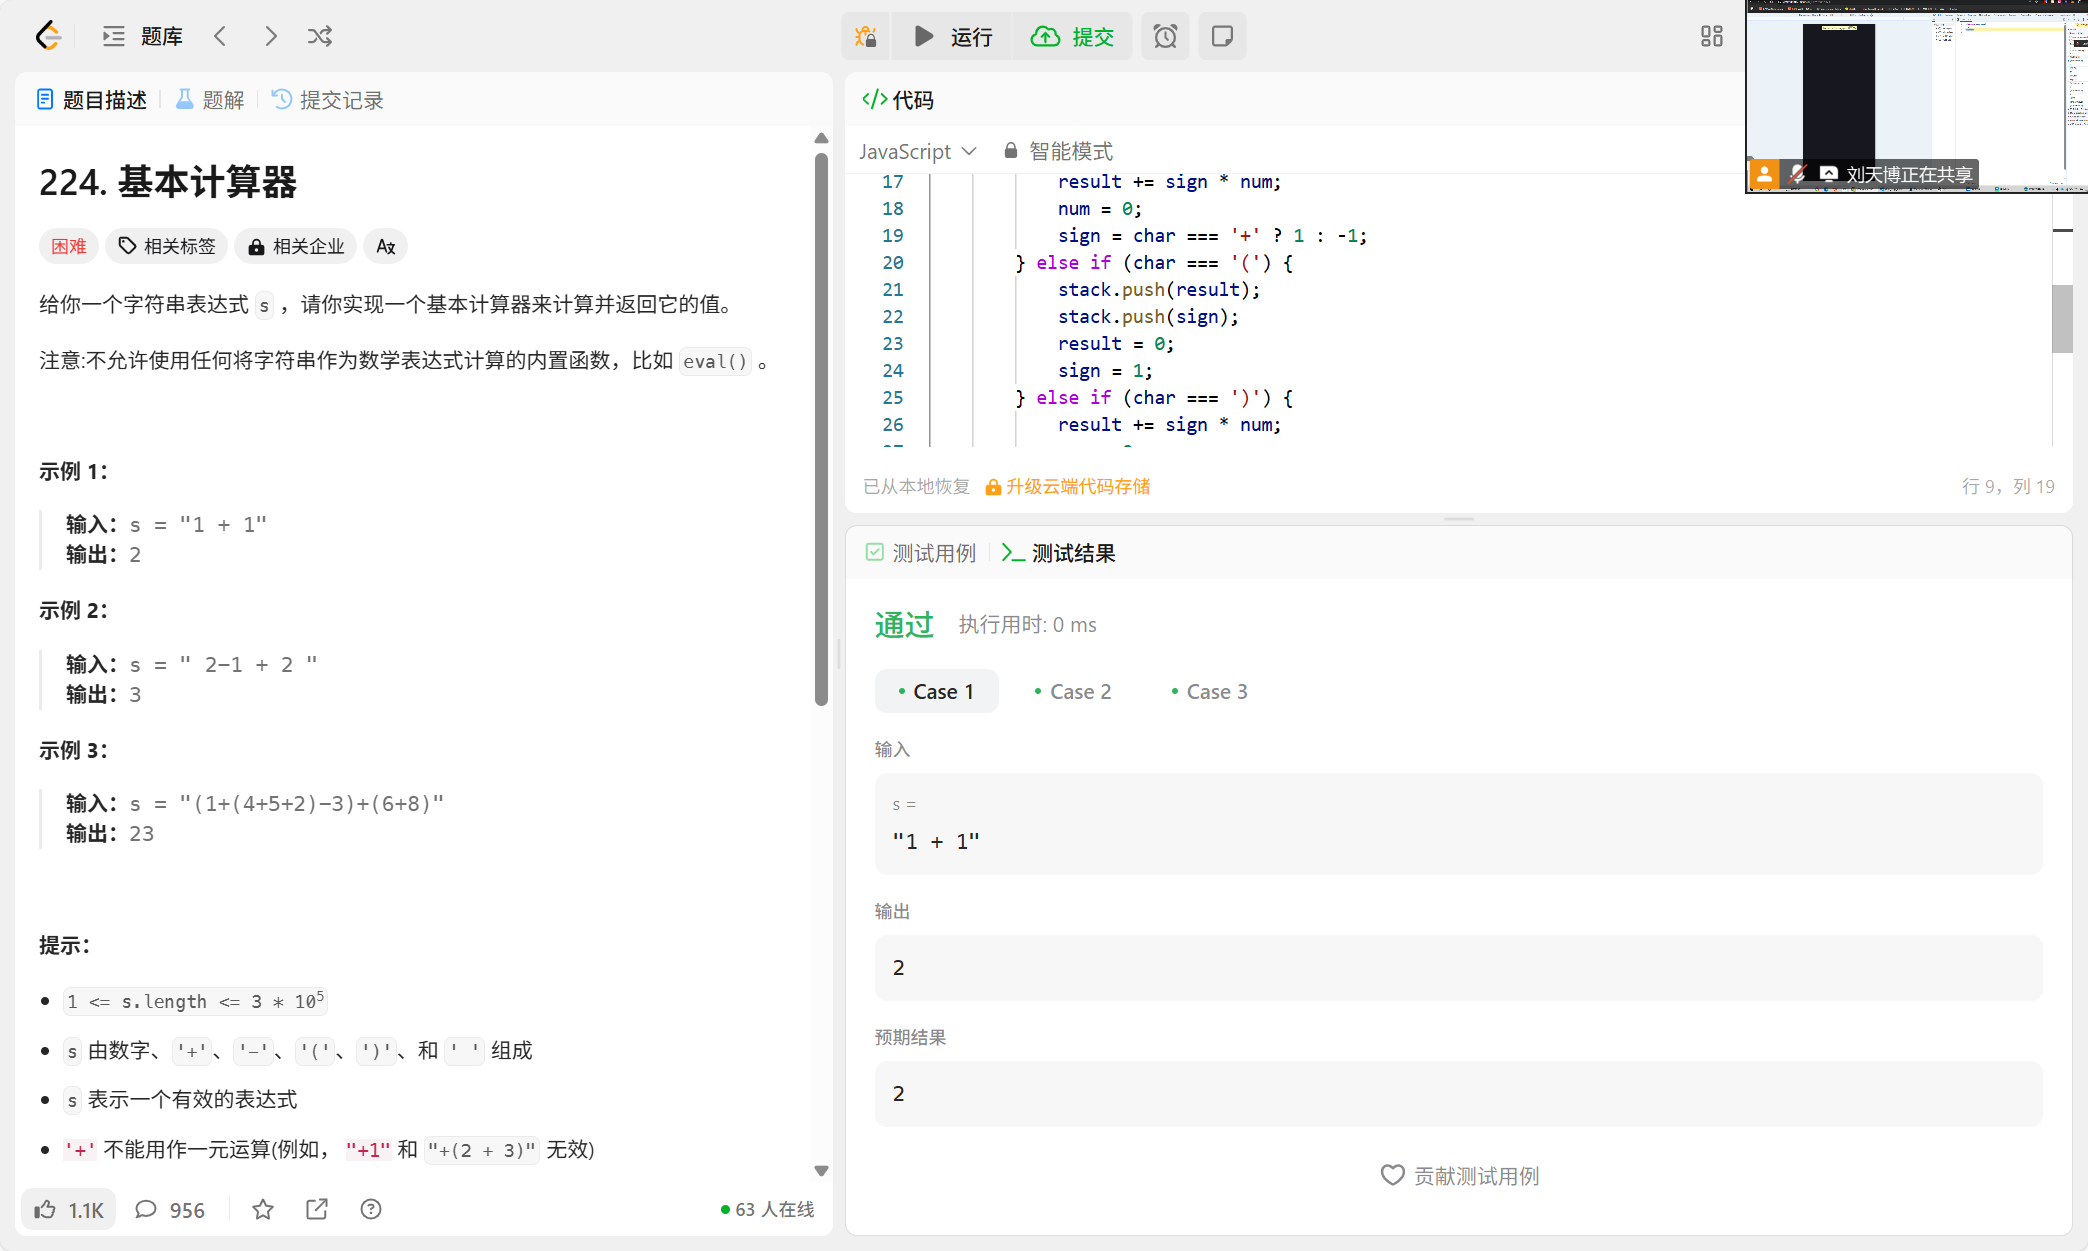 题库
运行
提交
题目描述
题解
提交记录
224. 基本计算器
困难
相关标签
相关企业
给你一个字符串表达式 s ，请你实现一个基本计算器来计算并返回它的值。
注意:不允许使用任何将字符串作为数学表达式计算的内置函数，比如 eval() 。
示例 1：
输入：s = "1 + 1"
输出：2
示例 2：
输入：s = " 2-1 + 2 "
输出：3
示例 3：
输入：s = "(1+(4+5+2)-3)+(6+8)"
输出：23
提示：
1 <= s.length <= 3 * 10⁵
s 由数字、'+'、'-'、'('、')'、和 ' ' 组成
s 表示一个有效的表达式
'+' 不能用作一元运算(例如， "+1" 和 "+(2 + 3)" 无效)
1.1K
956
63 人在线
</>代码
JavaScript
智能模式
17 result += sign * num;
18 num = 0;
19 sign = char === '+' ? 1 : -1;
20 } else if (char === '(') {
21 stack.push(result);
22 stack.push(sign);
23 result = 0;
24 sign = 1;
25 } else if (char === ')') {
26 result += sign * num;
已从本地恢复
升级云端代码存储
行 9，列 19
测试用例
测试结果
通过
执行用时: 0 ms
Case 1
Case 2
Case 3
输入
s =
"1 + 1"
输出
2
预期结果
2
贡献测试用例
刘天博正在共享